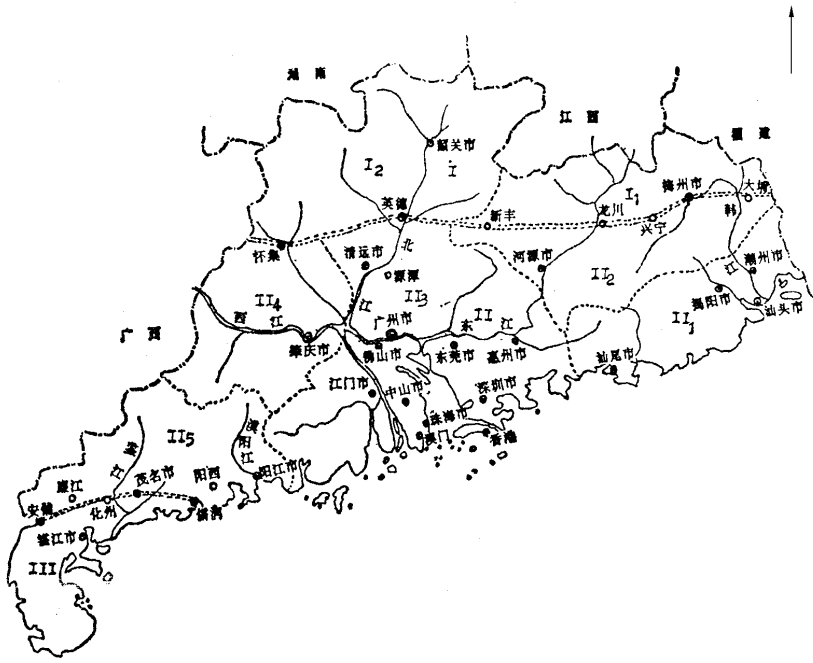 湖南
江西
福建
韶关市
I₂
I
I₁
梅州市
大埔
英德
新丰
龙川
兴宁
韩
怀集
清远市
北
河源市
潮州市
源潭
II₂
江
揭阳市
II₄
II₃
江
汕头市
广西
西江
广州市
东
II
江
II₁
肇庆市
佛山市
东莞市
惠州市
汕尾市
江门市
中山市
深圳市
珠海市
澳门
香港
II₅
漠阳江
鉴江
茂名市
阳西
阳江市
廉江
安铺
化州
湛江市
III